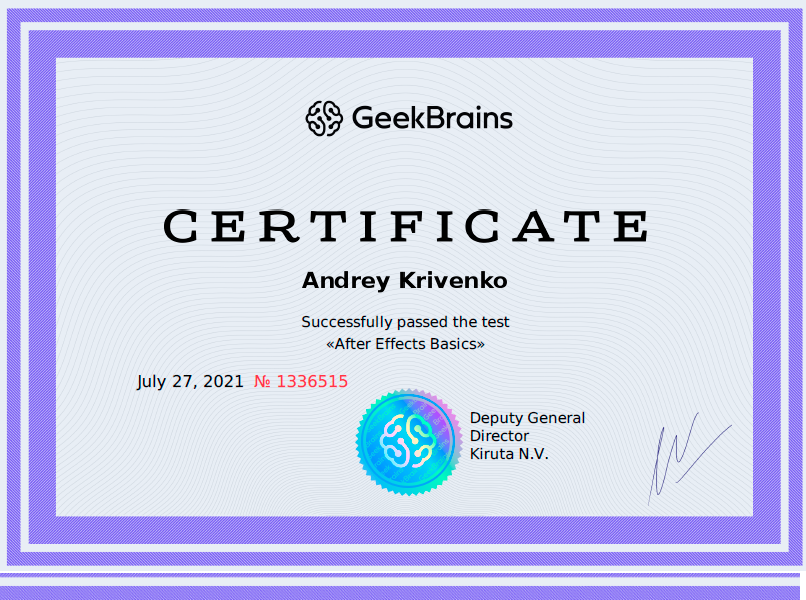 GeekBrains
CERTIFICATE
Andrey Krivenko
Successfully passed the test
«After Effects Basics»
July 27, 2021 № 1336515
Deputy General
Director
Kiruta N.V.